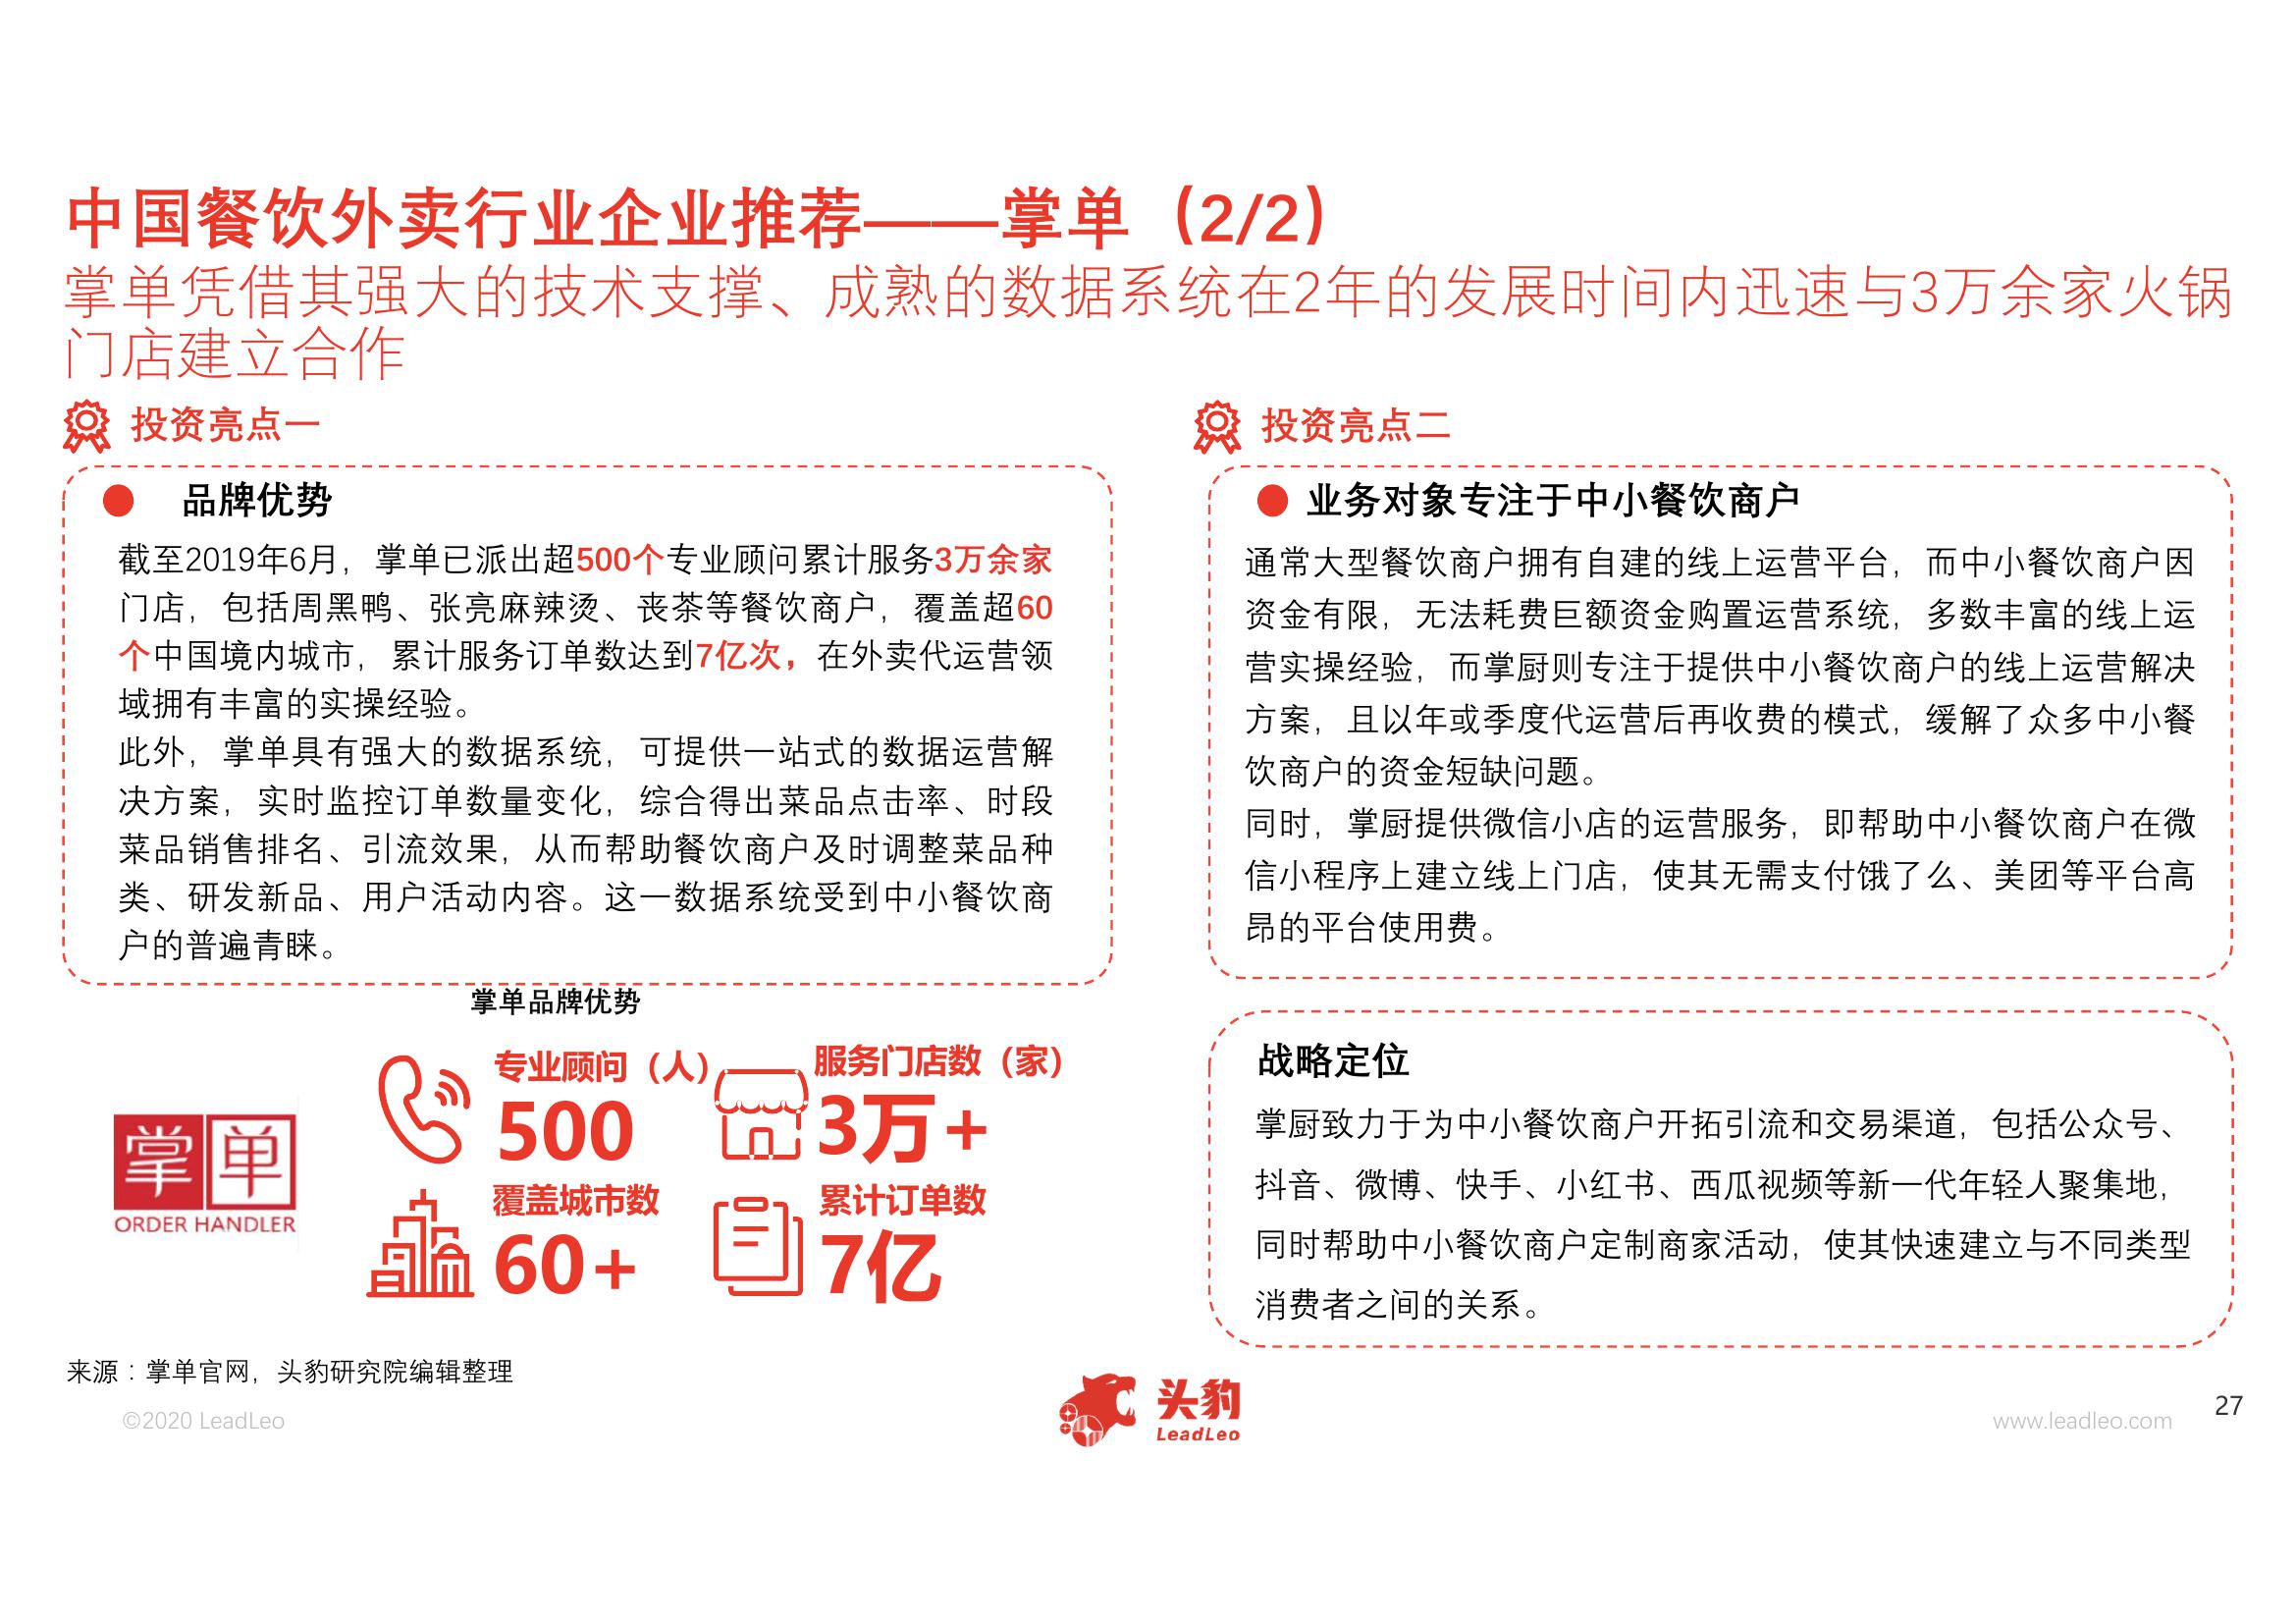 中国餐饮外卖行业企业推荐——掌单（2/2）
掌单凭借其强大的技术支撑、成熟的数据系统在2年的发展时间内迅速与3万余家火锅
门店建立合作
投资亮点一
品牌优势
截至2019年6月，掌单已派出超500个专业顾问累计服务3万余家
门店，包括周黑鸭、张亮麻辣烫、丧茶等餐饮商户，覆盖超60
个中国境内城市，累计服务订单数达到7亿次，在外卖代运营领
域拥有丰富的实操经验。
此外，掌单具有强大的数据系统，可提供一站式的数据运营解
决方案，实时监控订单数量变化，综合得出菜品点击率、时段
菜品销售排名、引流效果，从而帮助餐饮商户及时调整菜品种
类、研发新品、用户活动内容。这一数据系统受到中小餐饮商
户的普遍青睐。
掌单品牌优势
掌单
ORDER HANDLER
专业顾问（人）
500
服务门店数（家）
3万+
覆盖城市数
60+
累计订单数
7亿
投资亮点二
业务对象专注于中小餐饮商户
通常大型餐饮商户拥有自建的线上运营平台，而中小餐饮商户因
资金有限，无法耗费巨额资金购置运营系统，多数丰富的线上运
营实操经验，而掌厨则专注于提供中小餐饮商户的线上运营解决
方案，且以年或季度代运营后再收费的模式，缓解了众多中小餐
饮商户的资金短缺问题。
同时，掌厨提供微信小店的运营服务，即帮助中小餐饮商户在微
信小程序上建立线上门店，使其无需支付饿了么、美团等平台高
昂的平台使用费。
战略定位
掌厨致力于为中小餐饮商户开拓引流和交易渠道，包括公众号、
抖音、微博、快手、小红书、西瓜视频等新一代年轻人聚集地，
同时帮助中小餐饮商户定制商家活动，使其快速建立与不同类型
消费者之间的关系。
来源：掌单官网，头豹研究院编辑整理
©2020 LeadLeo
头豹
LeadLeo
www.leadleo.com
27